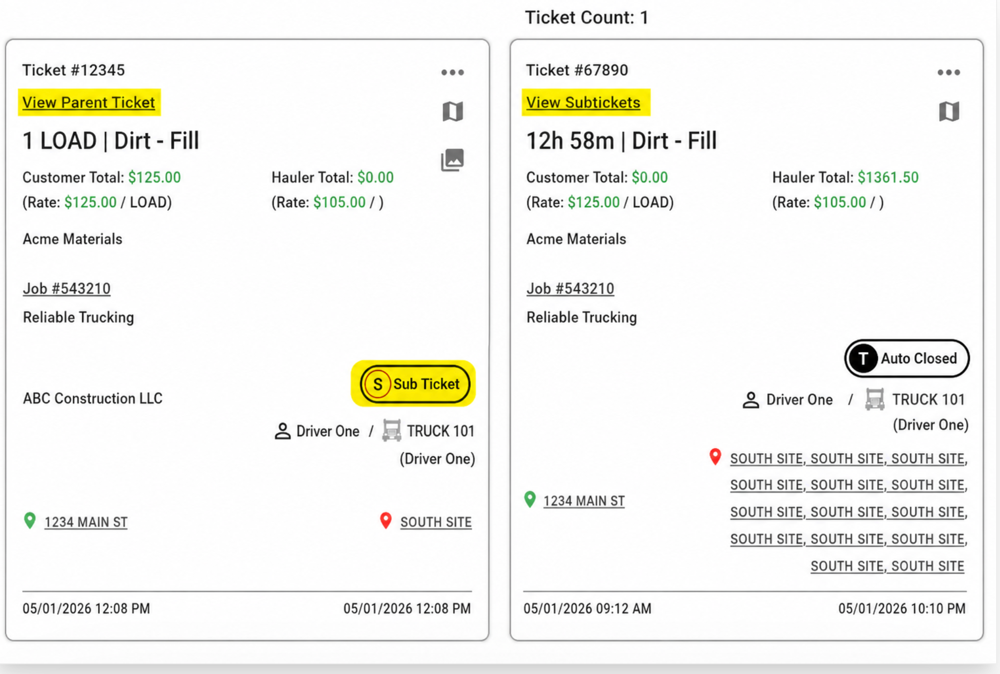 Ticket Count: 1
Ticket #12345
View Parent Ticket
1 LOAD | Dirt - Fill
Customer Total: $125.00
Hauler Total: $0.00
(Rate: $125.00 / LOAD)
(Rate: $105.00 / )
Acme Materials
Job #543210
Reliable Trucking
S Sub Ticket
ABC Construction LLC
Driver One / TRUCK 101
(Driver One)
1234 MAIN ST
SOUTH SITE
05/01/2026 12:08 PM
05/01/2026 12:08 PM
Ticket #67890
View Subtickets
12h 58m | Dirt - Fill
Customer Total: $0.00
Hauler Total: $1361.50
(Rate: $125.00 / LOAD)
(Rate: $105.00 / )
Acme Materials
Job #543210
Reliable Trucking
T Auto Closed
Driver One / TRUCK 101
(Driver One)
1234 MAIN ST
SOUTH SITE, SOUTH SITE, SOUTH SITE,
SOUTH SITE, SOUTH SITE, SOUTH SITE,
SOUTH SITE, SOUTH SITE, SOUTH SITE,
SOUTH SITE, SOUTH SITE, SOUTH SITE,
SOUTH SITE, SOUTH SITE
05/01/2026 09:12 AM
05/01/2026 10:10 PM